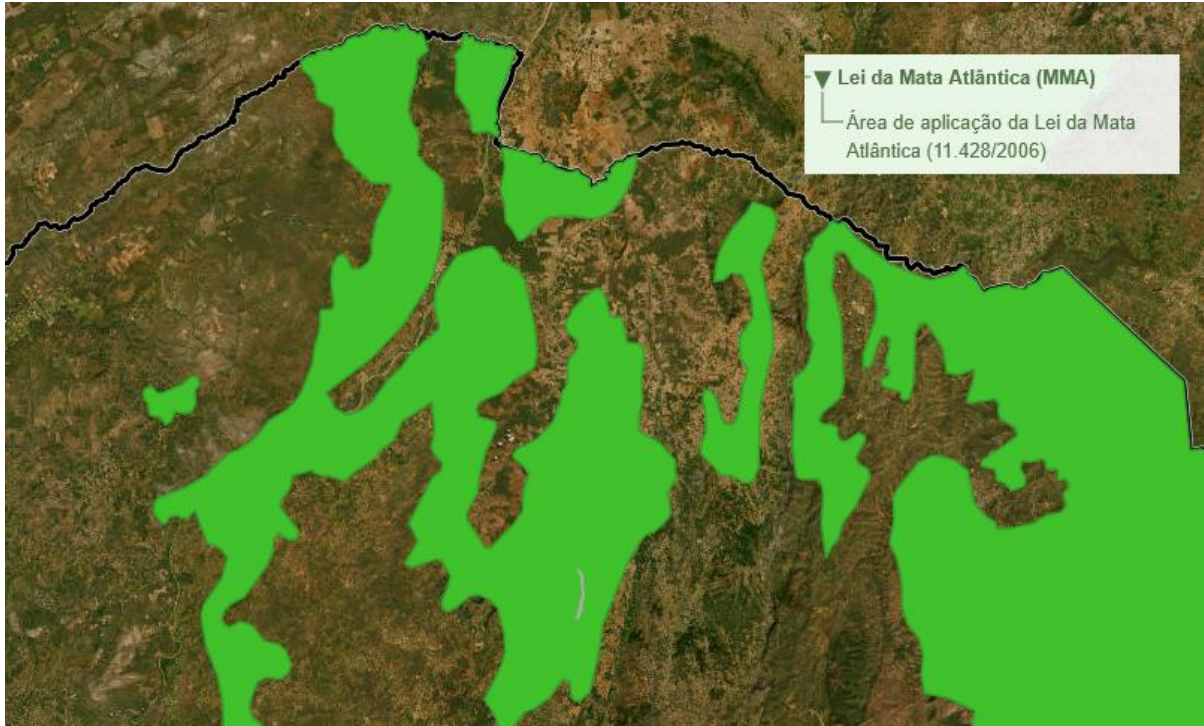 Lei da Mata Atlântica (MMA)
Área de aplicação da Lei da Mata
Atlântica (11.428/2006)